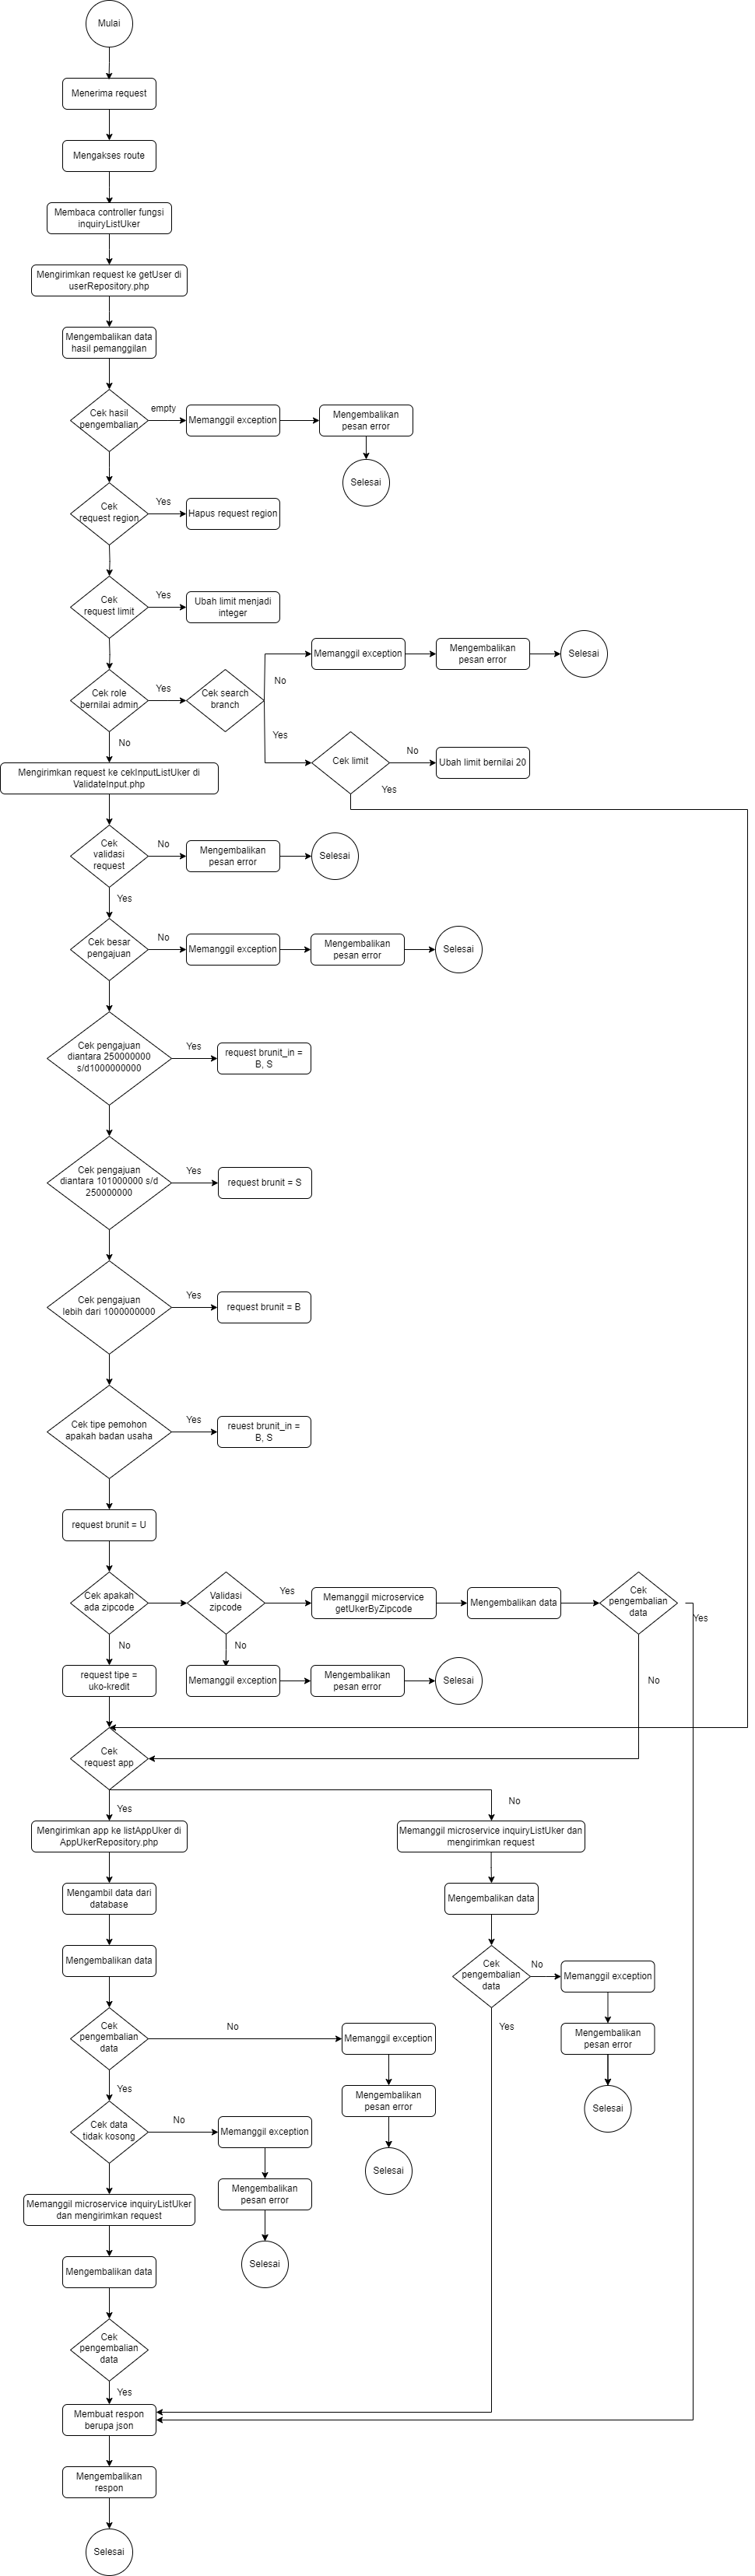 Mulai
Menerima request
Mengakses route
Membaca controller fungsi
inquiryListUker
Mengirimkan request ke getUser di
userRepository.php
Mengembalikan data
hasil pemanggilan
Cek hasil
pengembalian
empty
Memanggil exception
Mengembalikan
pesan error
Selesai
Cek
request region
Yes
Hapus request region
Cek
request limit
Yes
Ubah limit menjadi
integer
Cek role
bernilai admin
Yes
Cek search
branch
No
Memanggil exception
Mengembalikan
pesan error
Selesai
Yes
Cek limit
No
Ubah limit bernilai 20
Yes
No
Mengirimkan request ke cekInputListUker di
ValidateInput.php
Cek
validasi
request
No
Mengembalikan
pesan error
Selesai
Yes
Cek besar
pengajuan
No
Memanggil exception
Mengembalikan
pesan error
Selesai
Cek pengajuan
diantara 250000000
s/d1000000000
Yes
request brunit_in =
B, S
Cek pengajuan
diantara 101000000 s/d
250000000
Yes
request brunit = S
Cek pengajuan
lebih dari 1000000000
Yes
request brunit = B
Cek tipe pemohon
apakah badan usaha
Yes
reuest brunit_in =
B, S
request brunit = U
Cek apakah
ada zipcode
Validasi
zipcode
Yes
Memanggil microservice
getUkerByZipcode
Mengembalikan data
Cek
pengembalian
data
Yes
No
No
No
request tipe =
uko-kredit
Memanggil exception
Mengembalikan
pesan error
Selesai
Cek
request app
Yes
No
Mengirimkan app ke listAppUker di
AppUkerRepository.php
Memanggil microservice inquiryListUker dan
mengirimkan request
Mengambil data dari
database
Mengembalikan data
Mengembalikan data
Cek
pengembalian
data
No
Memanggil exception
Mengembalikan
pesan error
Selesai
Yes
Cek
pengembalian
data
No
Memanggil exception
Mengembalikan
pesan error
Selesai
Yes
Cek data
tidak kosong
No
Memanggil exception
Mengembalikan
pesan error
Selesai
Memanggil microservice inquiryListUker
dan mengirimkan request
Mengembalikan data
Cek
pengembalian
data
Yes
Membuat respon
berupa json
Mengembalikan
respon
Selesai